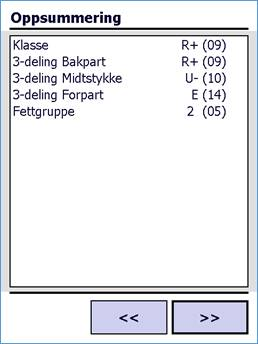 Oppsummering
Klasse R+ (09)
3-deling Bakpart R+ (09)
3-deling Midtstykke U- (10)
3-deling Forpart E (14)
Fettgruppe 2 (05)
<< >>